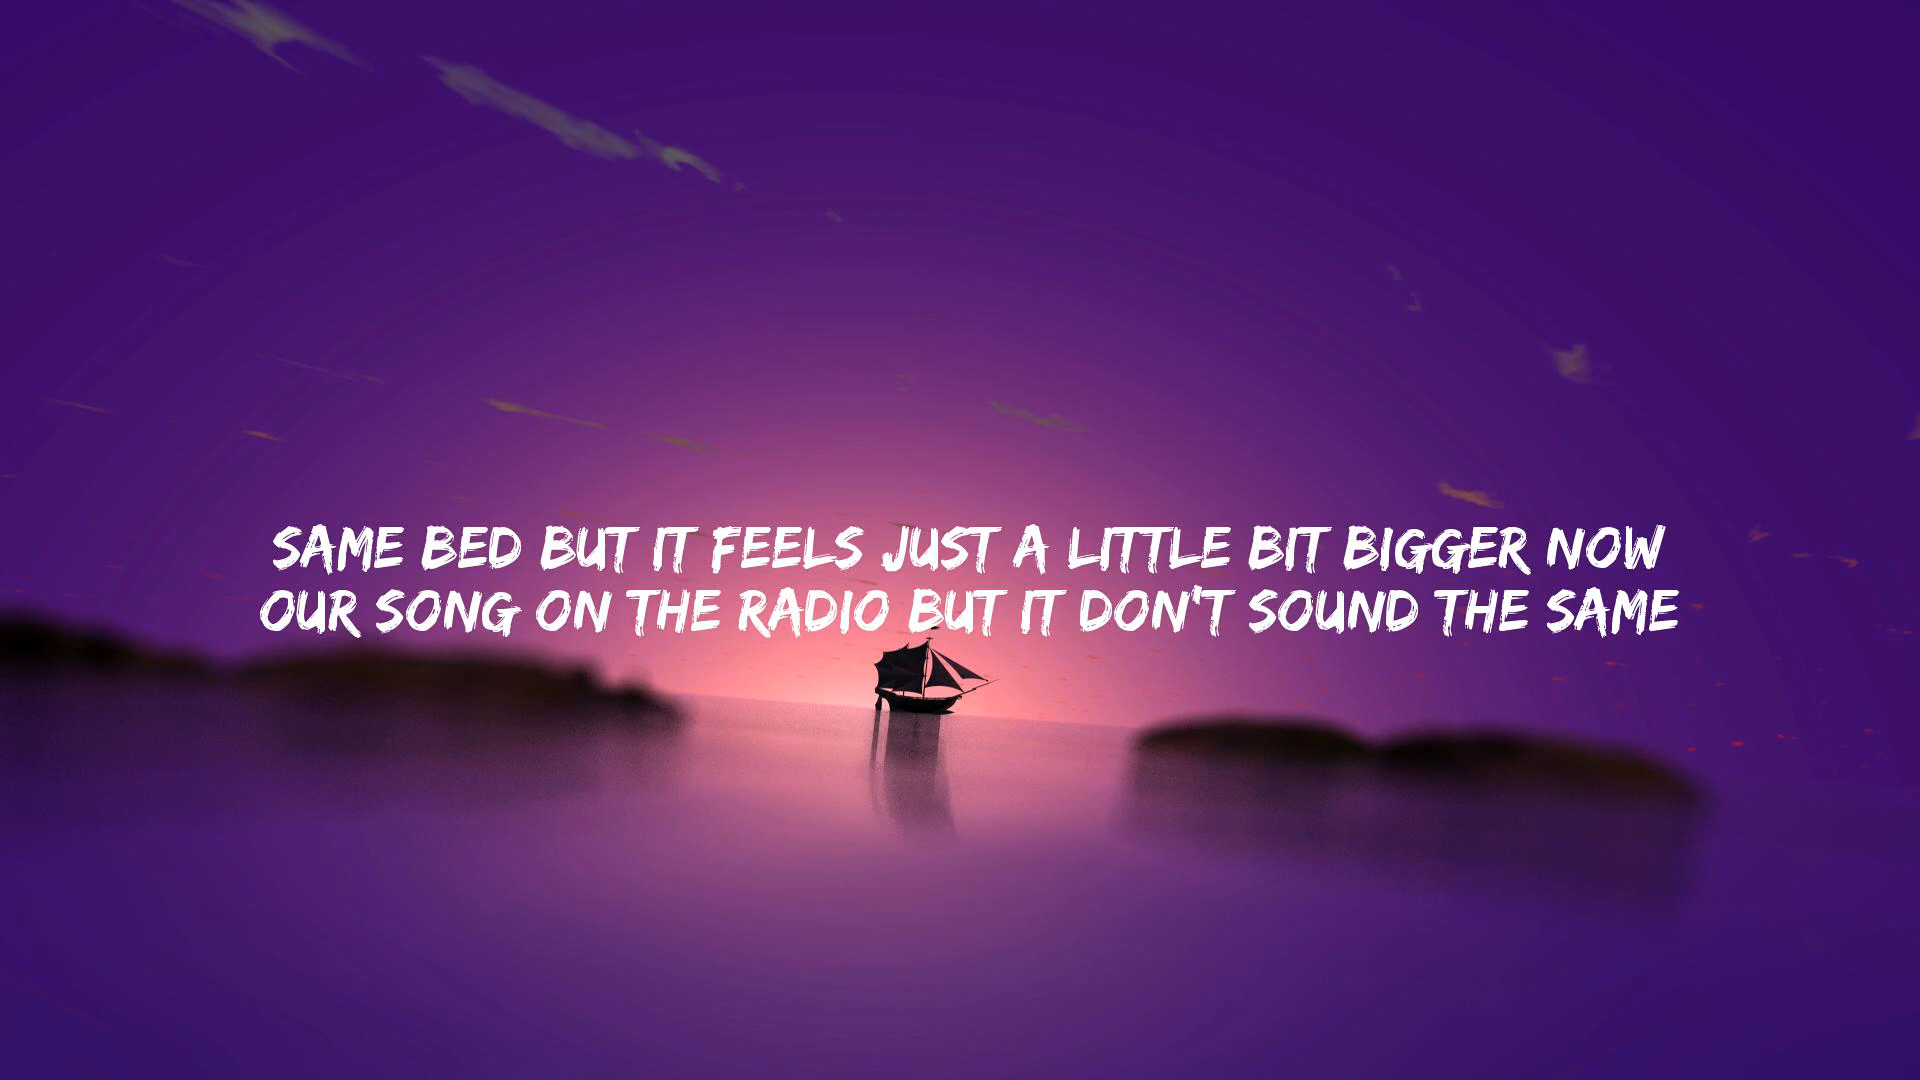 SAME BED BUT IT FEELS JUST A LITTLE BIT BIGGER NOW
OUR SONG ON THE RADIO BUT IT DON'T SOUND THE SAME